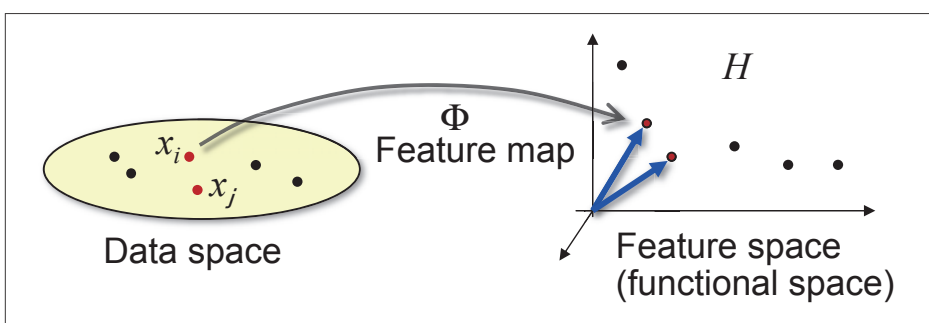 H
Φ
Feature map
x_i
x_j
Data space
Feature space
(functional space)